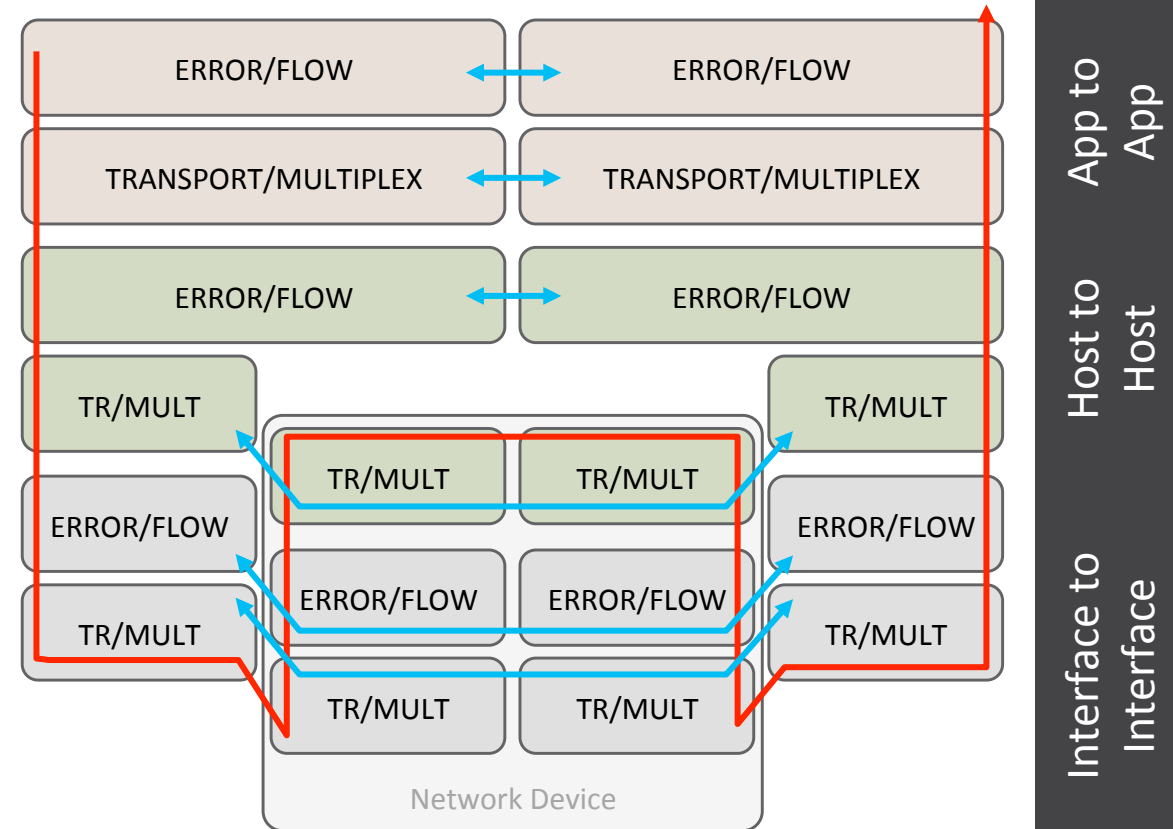 ERROR/FLOW
ERROR/FLOW
TRANSPORT/MULTIPLEX
TRANSPORT/MULTIPLEX
ERROR/FLOW
ERROR/FLOW
TR/MULT
TR/MULT
TR/MULT
TR/MULT
ERROR/FLOW
ERROR/FLOW
ERROR/FLOW
ERROR/FLOW
TR/MULT
TR/MULT
TR/MULT
TR/MULT
Network Device
App to
App
Host to
Host
Interface to
Interface